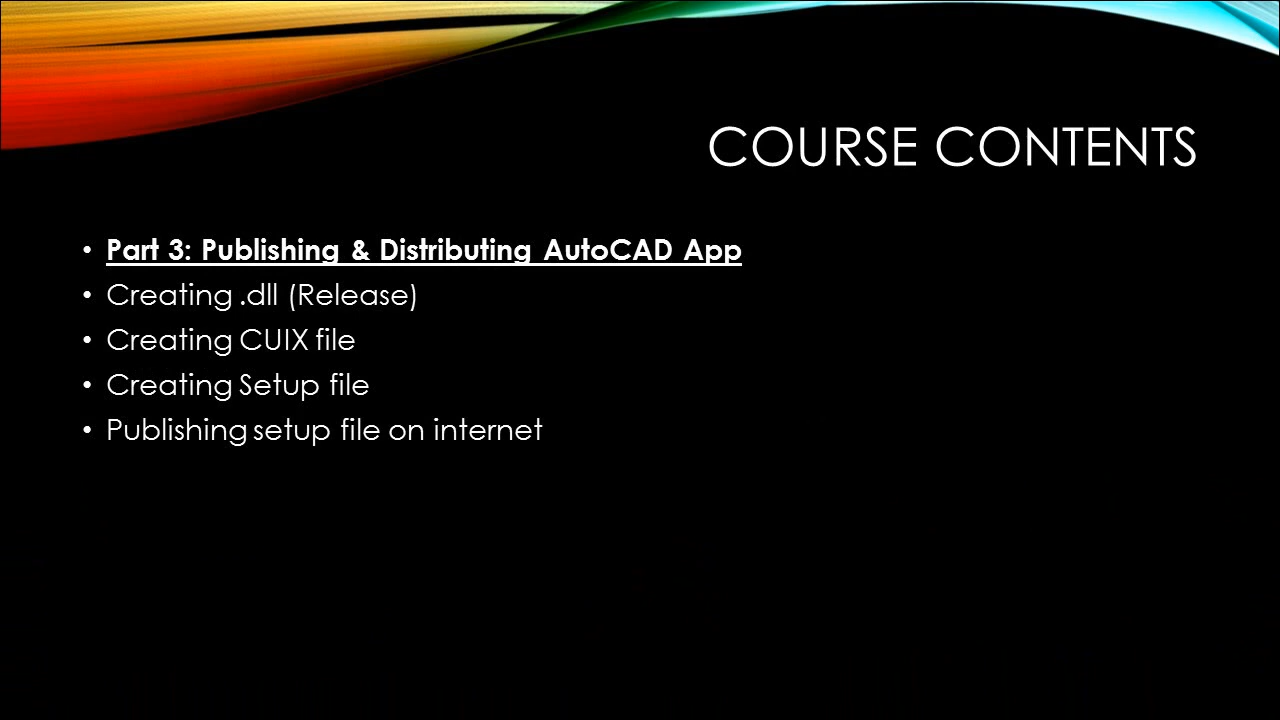 COURSE CONTENTS
• Part 3: Publishing & Distributing AutoCAD App
• Creating .dll (Release)
• Creating CUIX file
• Creating Setup file
• Publishing setup file on internet